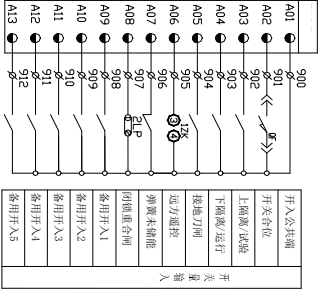 A01
900
开入公共端
A02
901
QF
开关合位
A03
902
上隔离/试验
A04
903
下隔离/运行
A05
904
接地刀闸
A06
905
③ ④
1ZK
远方遥控
A07
906
弹簧未储能
A08
907
2LP
闭锁重合闸
A09
908
备用开入1
A10
909
备用开入2
A11
910
备用开入3
A12
911
备用开入4
A13
912
备用开入5
开关量输入